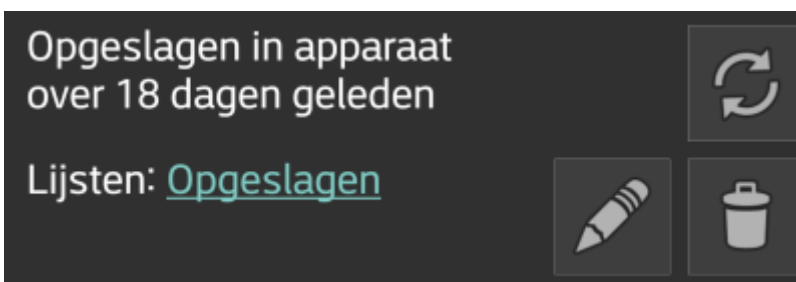 Opgeslagen in apparaat
over 18 dagen geleden
Lijsten: Opgeslagen